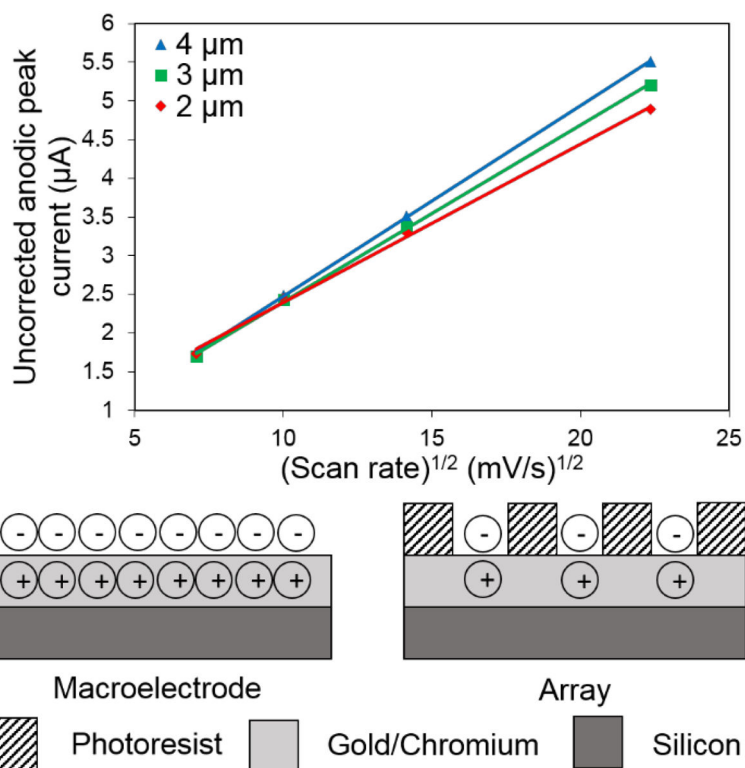 Uncorrected anodic peak
current (µA)
6
5.5
5
4.5
4
3.5
3
2.5
2
1.5
1
4 µm
3 µm
2 µm
5 10 15 20 25
(Scan rate)1/2 (mV/s)1/2
- - - - - - - -
+ + + + + + + +
- - -
+ + +
Macroelectrode
Array
Photoresist
Gold/Chromium
Silicon